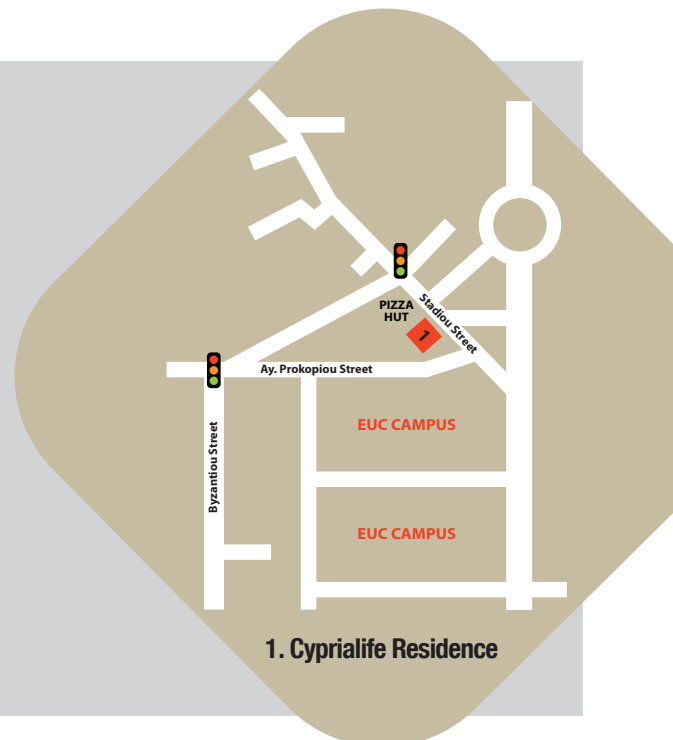 PIZZA
HUT
Stadiou Street
1
Ay. Prokopiou Street
EUC CAMPUS
Byzantiou Street
EUC CAMPUS
1. Cyprialife Residence